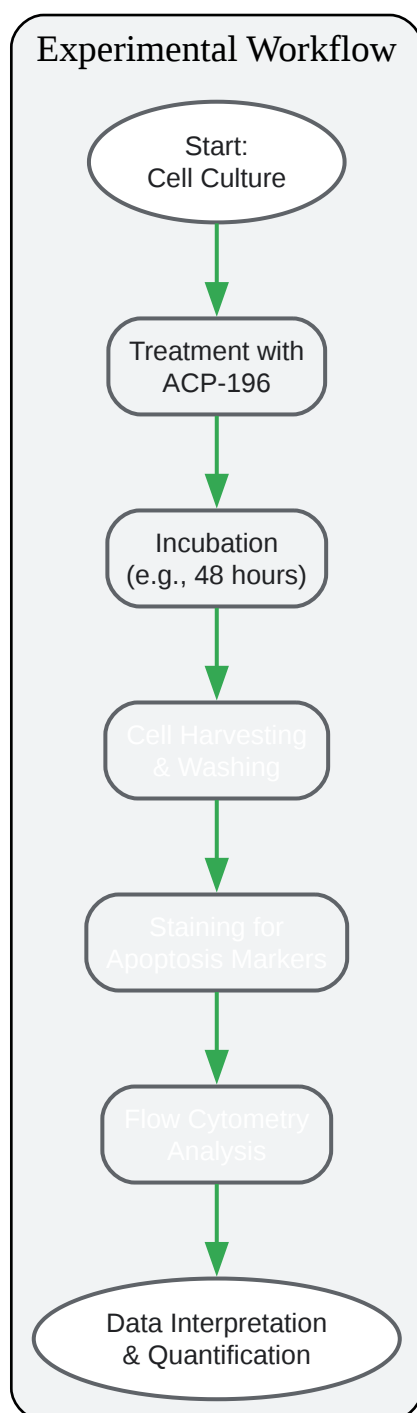 Experimental Workflow
Start:
Cell Culture
Treatment with
ACP-196
Incubation
(e.g., 48 hours)
Cell Harvesting
& Washing
Staining for
Apoptosis Markers
Flow Cytometry
Analysis
Data Interpretation
& Quantification